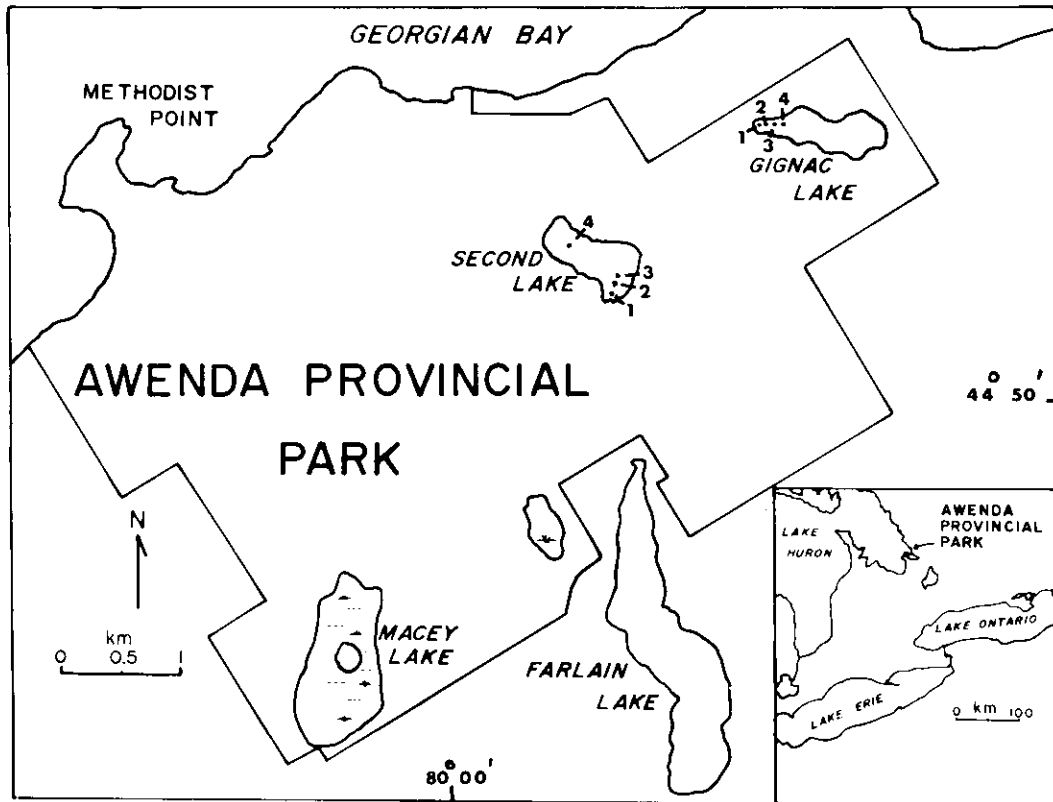 GEORGIAN BAY
METHODIST
POINT
2 4
1
3
GIGNAC
LAKE
4
SECOND
LAKE
3
2
1
AWENDA PROVINCIAL
PARK
44° 50'
N
km
0 0.5 1
MACEY
LAKE
FARLAIN
LAKE
80° 00'
LAKE
HURON
AWENDA
PROVINCIAL
PARK
LAKE ONTARIO
LAKE ERIE
0 km 100